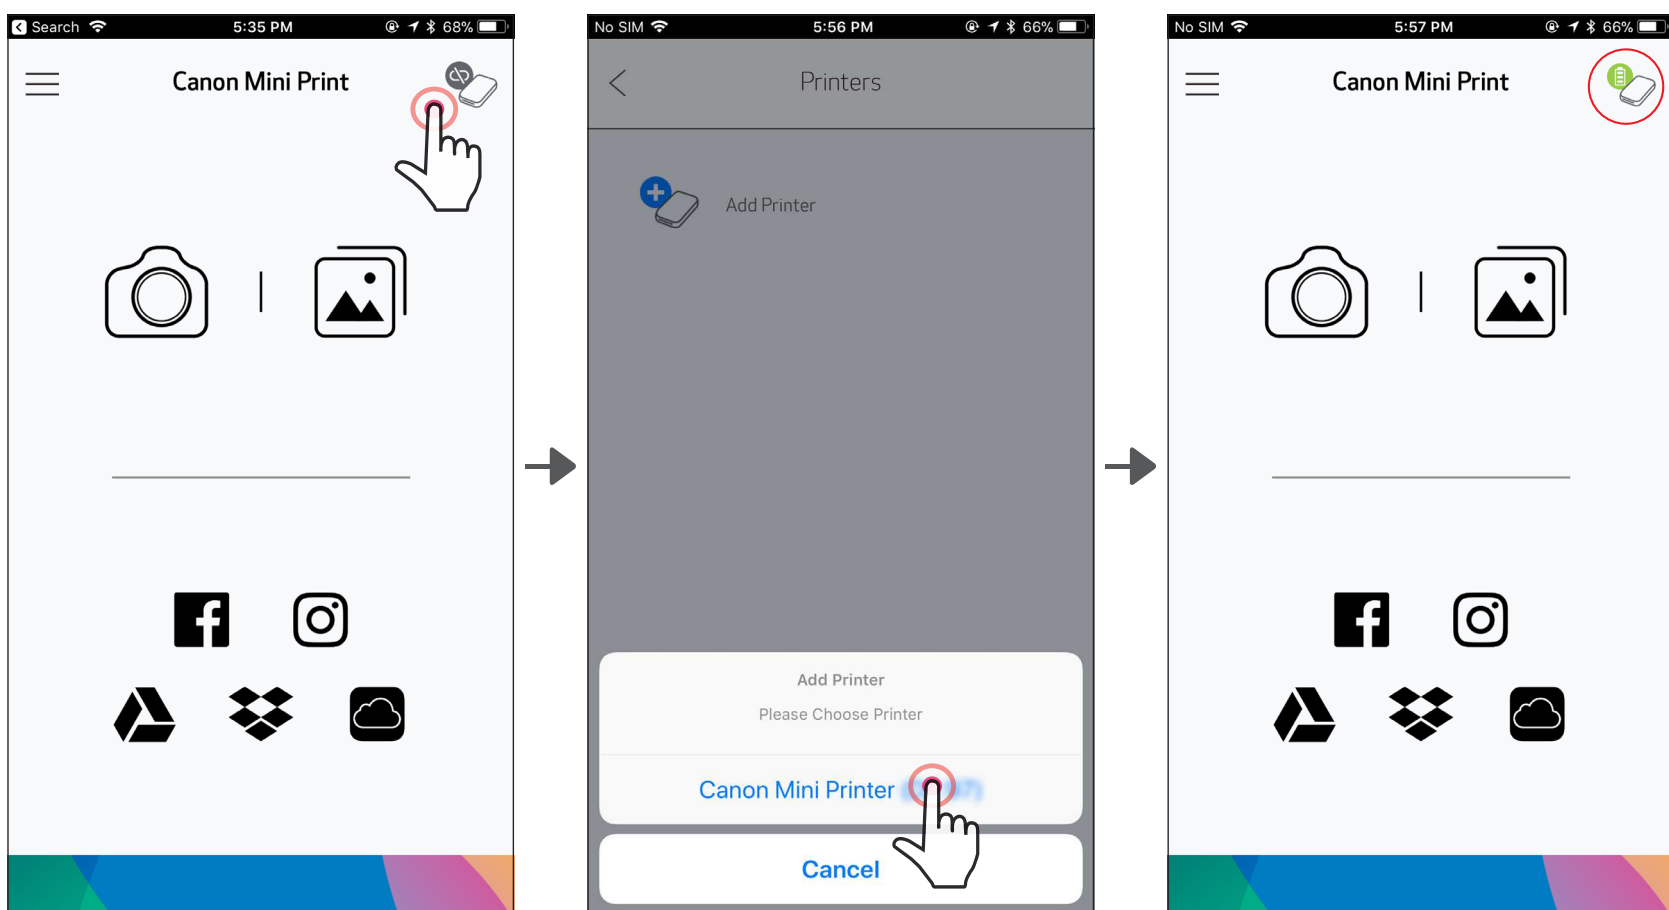 Search 5:35 PM 68%
Canon Mini Print
No SIM 5:56 PM 66%
Printers
Add Printer
Add Printer
Please Choose Printer
Canon Mini Printer
Cancel
No SIM 5:57 PM 66%
Canon Mini Print